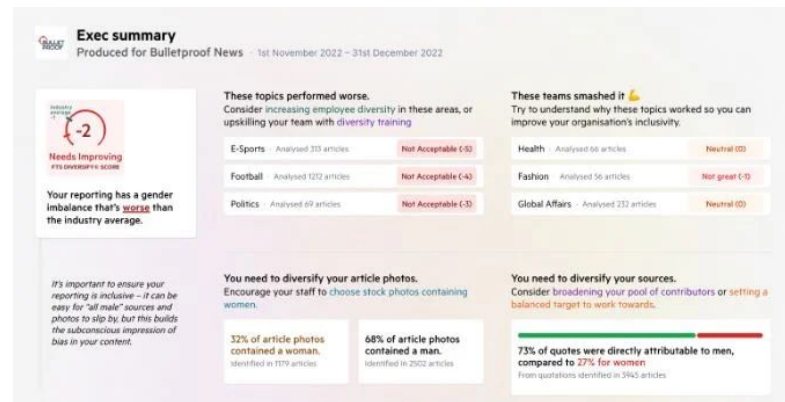 BULLET
PROOF
Exec summary
Produced for Bulletproof News · 1st November 2022 – 31st December 2022
Industry
average
-2
Needs Improving
FTS DIVERSIFY® SCORE
Your reporting has a gender
imbalance that's worse than
the industry average.
These topics performed worse.
Consider increasing employee diversity in these areas, or
upskilling your team with diversity training
E-Sports · Analysed 313 articles Not Acceptable (-5)
Football · Analysed 1212 articles Not Acceptable (-4)
Politics · Analysed 69 articles Not Acceptable (-3)
These teams smashed it 💪
Try to understand why these topics worked so you can
improve your organisation's inclusivity.
Health · Analysed 66 articles Neutral (0)
Fashion · Analysed 56 articles Not great (-1)
Global Affairs · Analysed 232 articles Neutral (0)
It's important to ensure your
reporting is inclusive – it can be
easy for "all male" sources and
photos to slip by, but this builds
the subconscious impression of
bias in your content.
You need to diversify your article photos.
Encourage your staff to choose stock photos containing
women.
32% of article photos
contained a woman.
Identified in 1179 articles
68% of article photos
contained a man.
Identified in 2502 articles
You need to diversify your sources.
Consider broadening your pool of contributors or setting a
balanced target to work towards.
73% of quotes were directly attributable to men,
compared to 27% for women
From quotations identified in 3945 articles